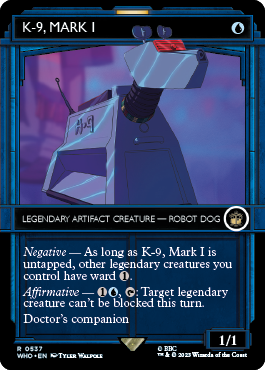 K-9, MARK I
K-9
LEGENDARY ARTIFACT CREATURE — ROBOT DOG
Negative — As long as K-9, Mark I is
untapped, other legendary creatures you
control have ward 1.
Affirmative — 1, : Target legendary
creature can't be blocked this turn.
Doctor's companion
1/1
R 0537
WHO • EN TYLER WALPOLE
© BBC
™ & © 2023 Wizards of the Coast